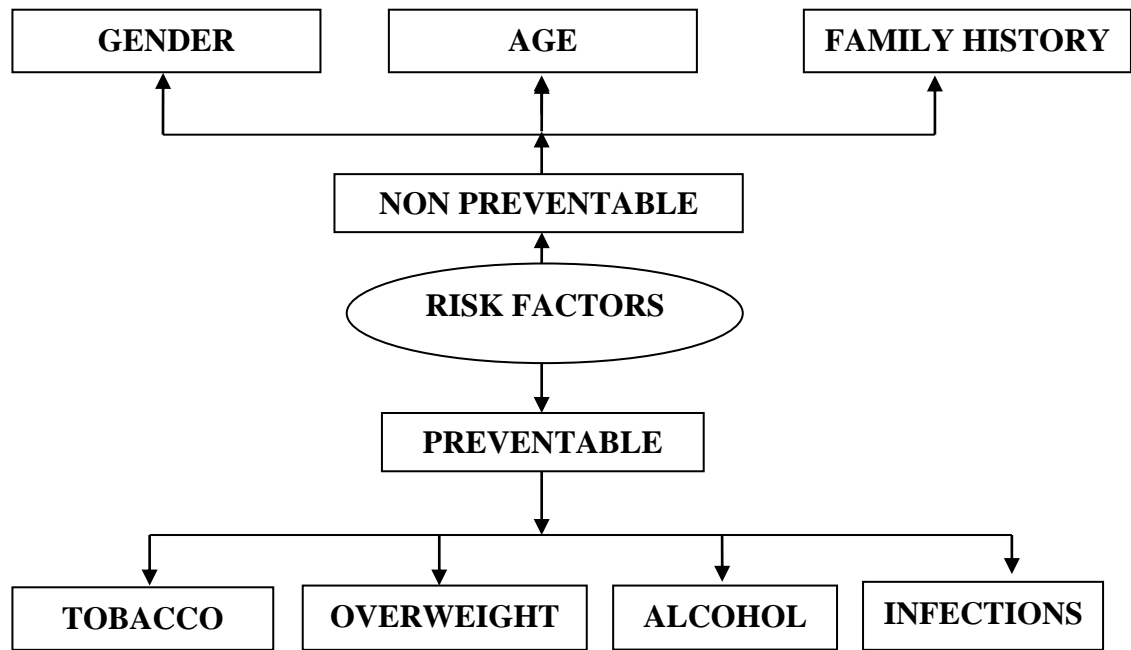 GENDER
AGE
FAMILY HISTORY
NON PREVENTABLE
RISK FACTORS
PREVENTABLE
TOBACCO
OVERWEIGHT
ALCOHOL
INFECTIONS